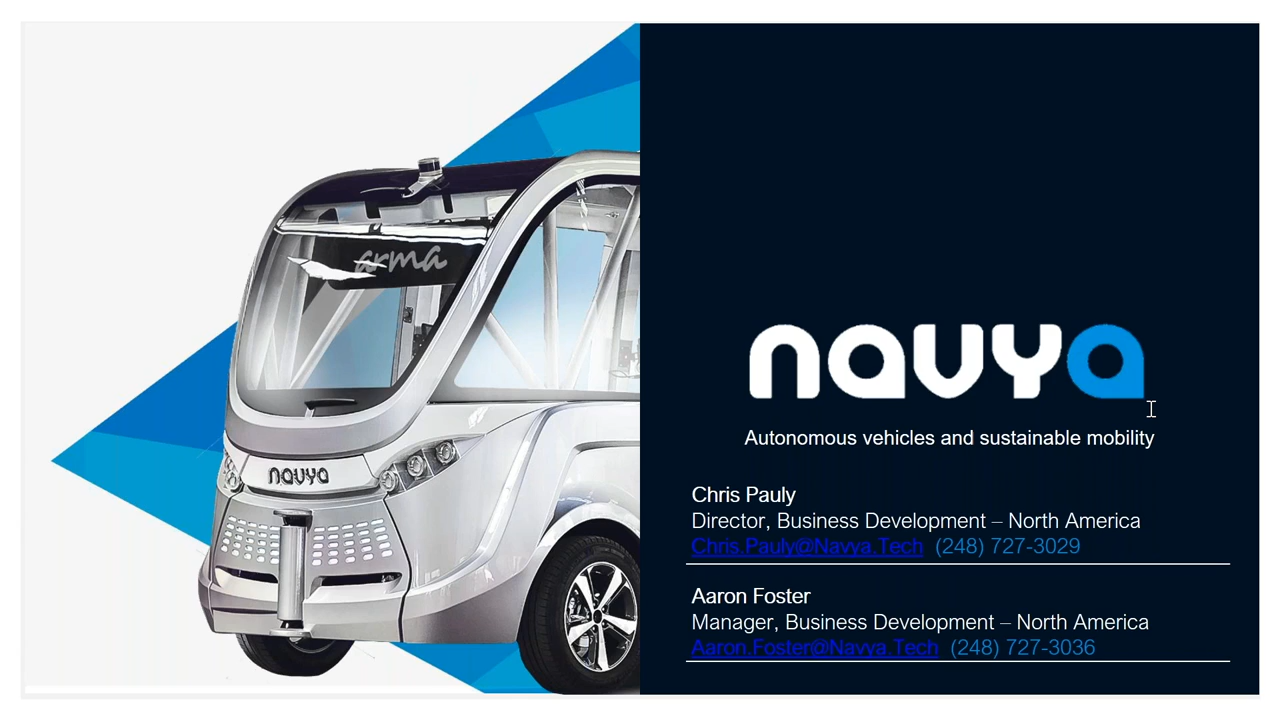 arma
navya
navya
Autonomous vehicles and sustainable mobility
Chris Pauly
Director, Business Development – North America
Chris.Pauly@Navya.Tech (248) 727-3029
Aaron Foster
Manager, Business Development – North America
Aaron.Foster@Navya.Tech (248) 727-3036